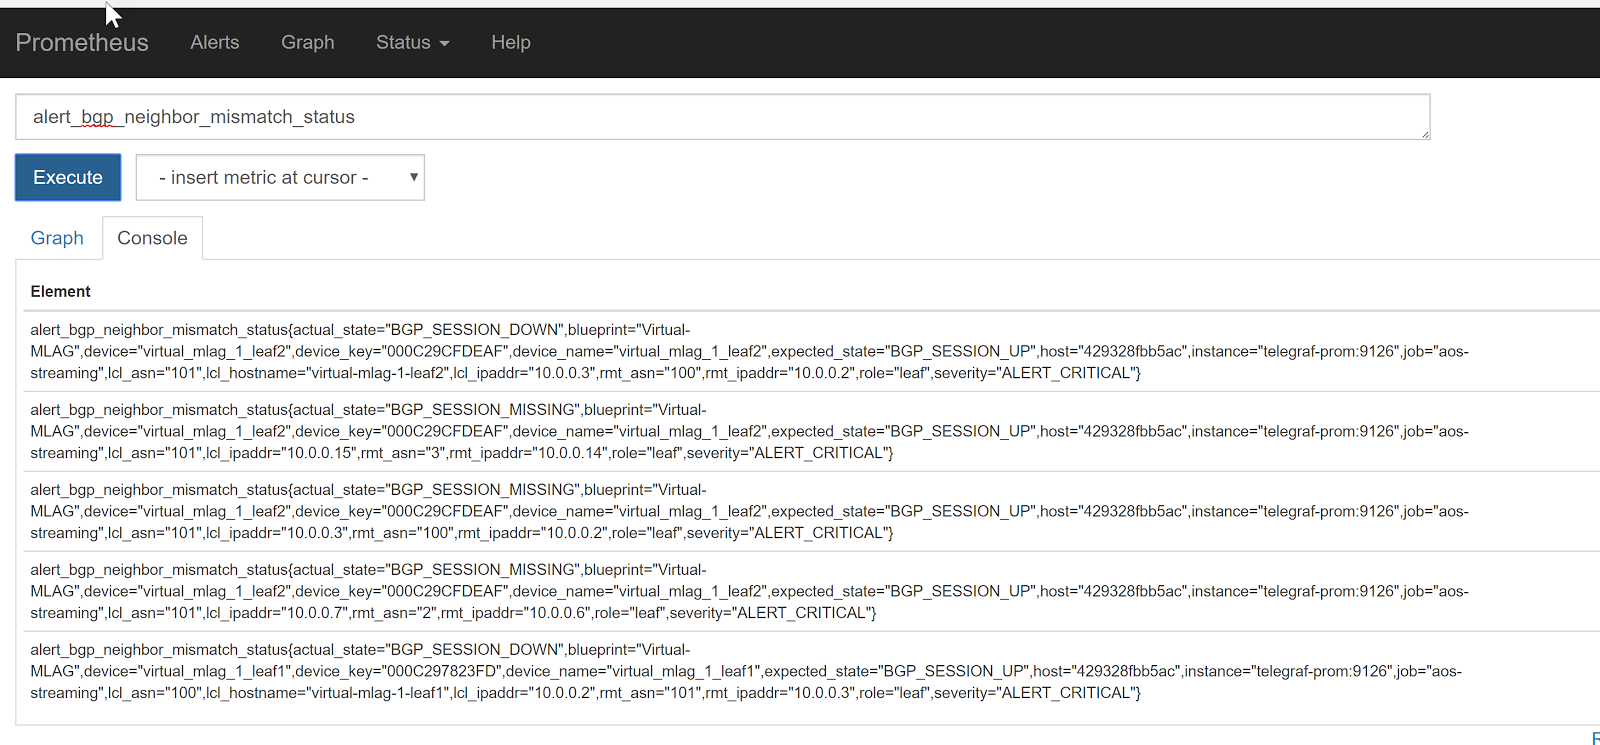 Prometheus Alerts Graph Status Help
alert_bgp_neighbor_mismatch_status
Execute - insert metric at cursor -
Graph Console
Element
alert_bgp_neighbor_mismatch_status{actual_state="BGP_SESSION_DOWN",blueprint="Virtual-
MLAG",device="virtual_mlag_1_leaf2",device_key="000C29CFDEAF",device_name="virtual_mlag_1_leaf2",expected_state="BGP_SESSION_UP",host="429328fbb5ac",instance="telegraf-prom:9126",job="aos-
streaming",lcl_asn="101",lcl_hostname="virtual-mlag-1-leaf2",lcl_ipaddr="10.0.0.3",rmt_asn="100",rmt_ipaddr="10.0.0.2",role="leaf",severity="ALERT_CRITICAL"}
alert_bgp_neighbor_mismatch_status{actual_state="BGP_SESSION_MISSING",blueprint="Virtual-
MLAG",device="virtual_mlag_1_leaf2",device_key="000C29CFDEAF",device_name="virtual_mlag_1_leaf2",expected_state="BGP_SESSION_UP",host="429328fbb5ac",instance="telegraf-prom:9126",job="aos-
streaming",lcl_asn="101",lcl_ipaddr="10.0.0.15",rmt_asn="3",rmt_ipaddr="10.0.0.14",role="leaf",severity="ALERT_CRITICAL"}
alert_bgp_neighbor_mismatch_status{actual_state="BGP_SESSION_MISSING",blueprint="Virtual-
MLAG",device="virtual_mlag_1_leaf2",device_key="000C29CFDEAF",device_name="virtual_mlag_1_leaf2",expected_state="BGP_SESSION_UP",host="429328fbb5ac",instance="telegraf-prom:9126",job="aos-
streaming",lcl_asn="101",lcl_ipaddr="10.0.0.3",rmt_asn="100",rmt_ipaddr="10.0.0.2",role="leaf",severity="ALERT_CRITICAL"}
alert_bgp_neighbor_mismatch_status{actual_state="BGP_SESSION_MISSING",blueprint="Virtual-
MLAG",device="virtual_mlag_1_leaf2",device_key="000C29CFDEAF",device_name="virtual_mlag_1_leaf2",expected_state="BGP_SESSION_UP",host="429328fbb5ac",instance="telegraf-prom:9126",job="aos-
streaming",lcl_asn="101",lcl_ipaddr="10.0.0.7",rmt_asn="2",rmt_ipaddr="10.0.0.6",role="leaf",severity="ALERT_CRITICAL"}
alert_bgp_neighbor_mismatch_status{actual_state="BGP_SESSION_DOWN",blueprint="Virtual-
MLAG",device="virtual_mlag_1_leaf1",device_key="000C297823FD",device_name="virtual_mlag_1_leaf1",expected_state="BGP_SESSION_UP",host="429328fbb5ac",instance="telegraf-prom:9126",job="aos-
streaming",lcl_asn="100",lcl_hostname="virtual-mlag-1-leaf1",lcl_ipaddr="10.0.0.2",rmt_asn="101",rmt_ipaddr="10.0.0.3",role="leaf",severity="ALERT_CRITICAL"}